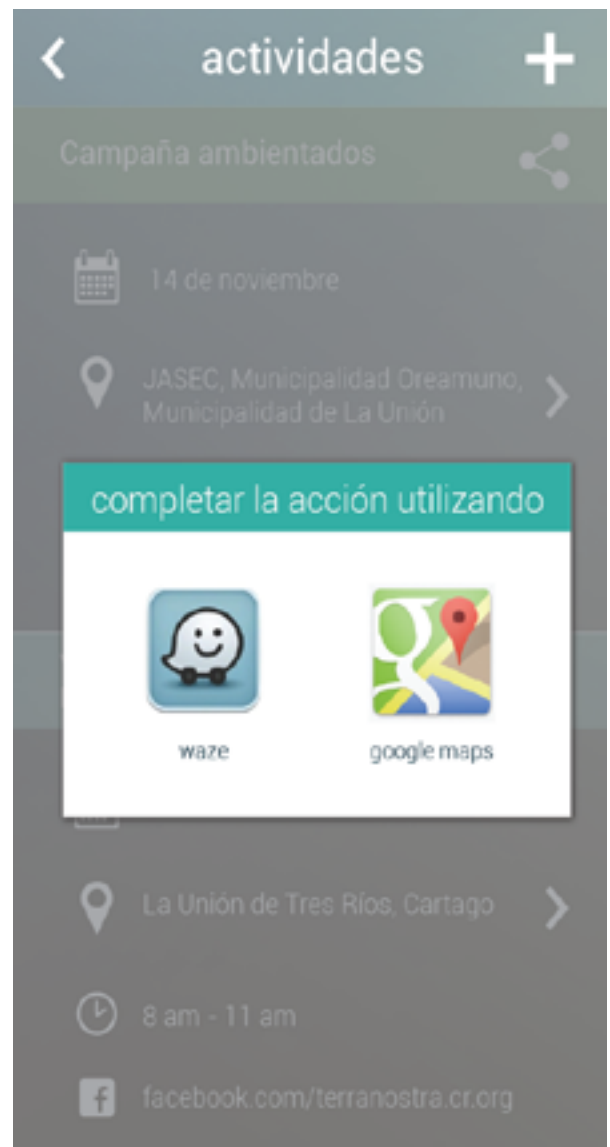 actividades
Campaña ambientados
14 de noviembre
JASEC, Municipalidad Oreamuno,
Municipalidad de La Unión
completar la acción utilizando
waze
google maps
La Unión de Tres Ríos, Cartago
8 am - 11 am
facebook.com/terranostra.cr.org